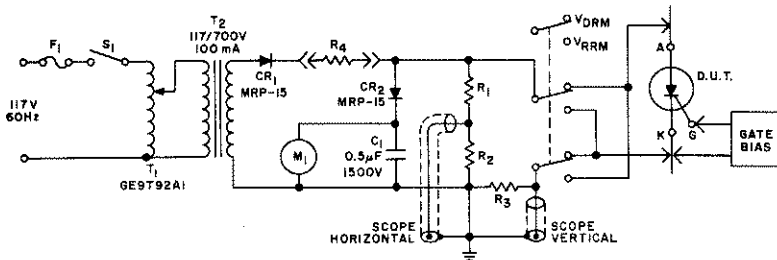 F1
S1
117V
60Hz
T1
GE9T92A1
T2
117/700V
100 mA
CR1
MRP-15
R4
CR2
MRP-15
M1
C1
0.5µF
1500V
R1
R2
R3
SCOPE
HORIZONTAL
SCOPE
VERTICAL
VDRM
VRRM
A
D.U.T.
K
G
GATE
BIAS